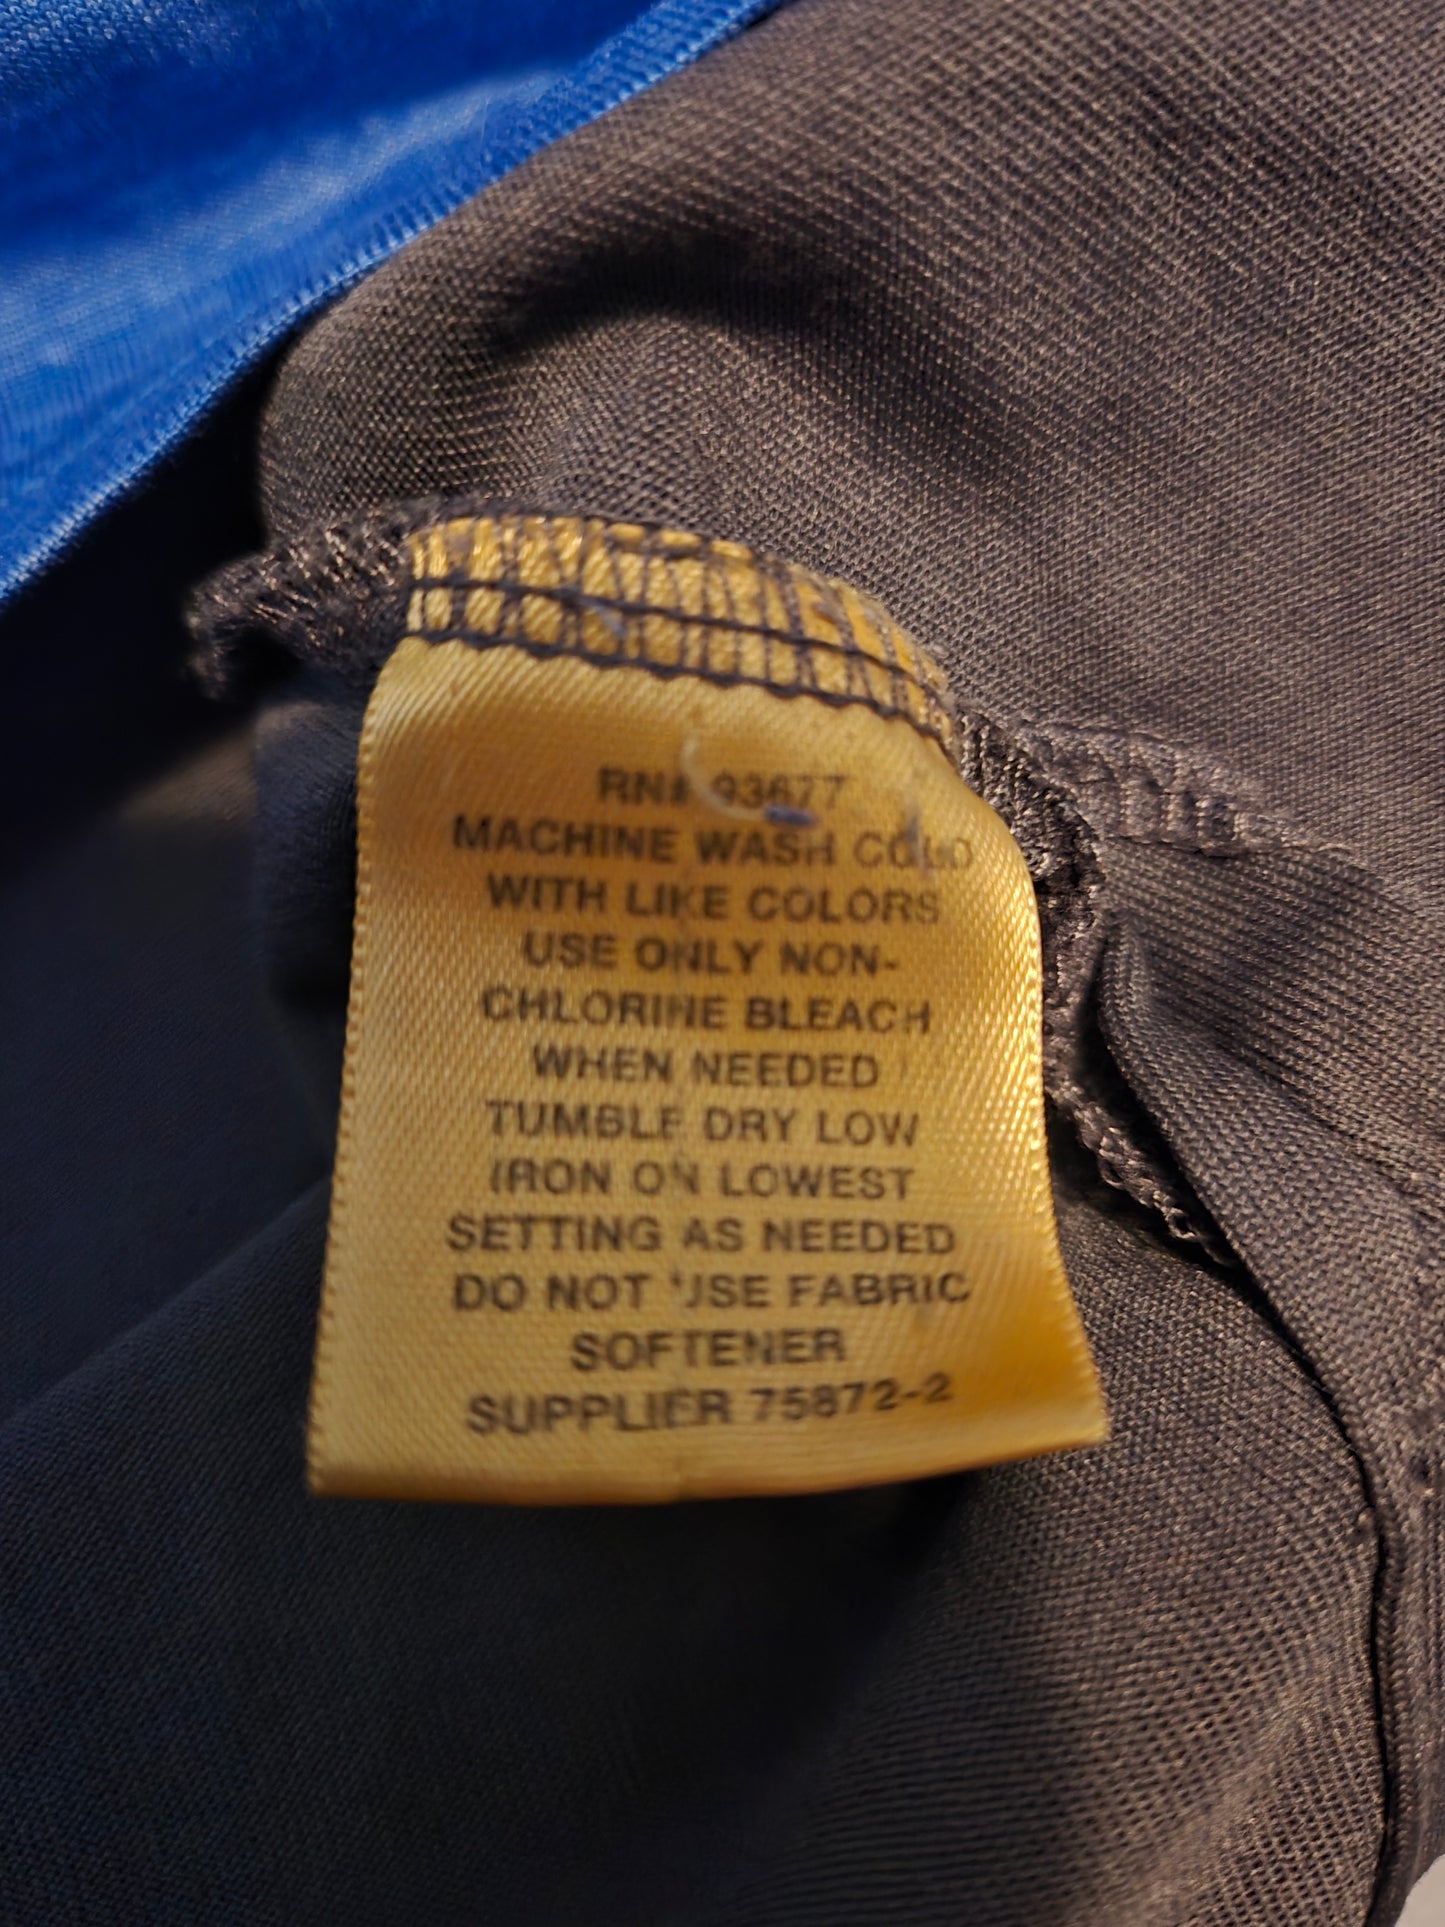 RN# 93677
MACHINE WASH COLD
WITH LIKE COLORS
USE ONLY NON-
CHLORINE BLEACH
WHEN NEEDED
TUMBLE DRY LOW
IRON ON LOWEST
SETTING AS NEEDED
DO NOT USE FABRIC
SOFTENER
SUPPLIER 75872-2